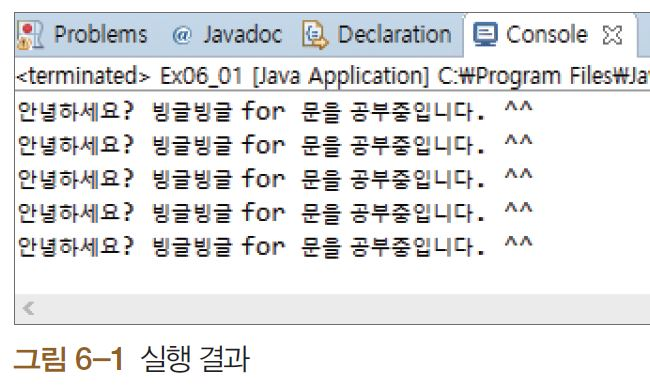 Problems @ Javadoc Declaration Console
<terminated> Ex06_01 [Java Application] C:₩Program Files₩Ja
안녕하세요? 빙글빙글 for 문을 공부중입니다. ^^
안녕하세요? 빙글빙글 for 문을 공부중입니다. ^^
안녕하세요? 빙글빙글 for 문을 공부중입니다. ^^
안녕하세요? 빙글빙글 for 문을 공부중입니다. ^^
안녕하세요? 빙글빙글 for 문을 공부중입니다. ^^
그림 6-1 실행 결과